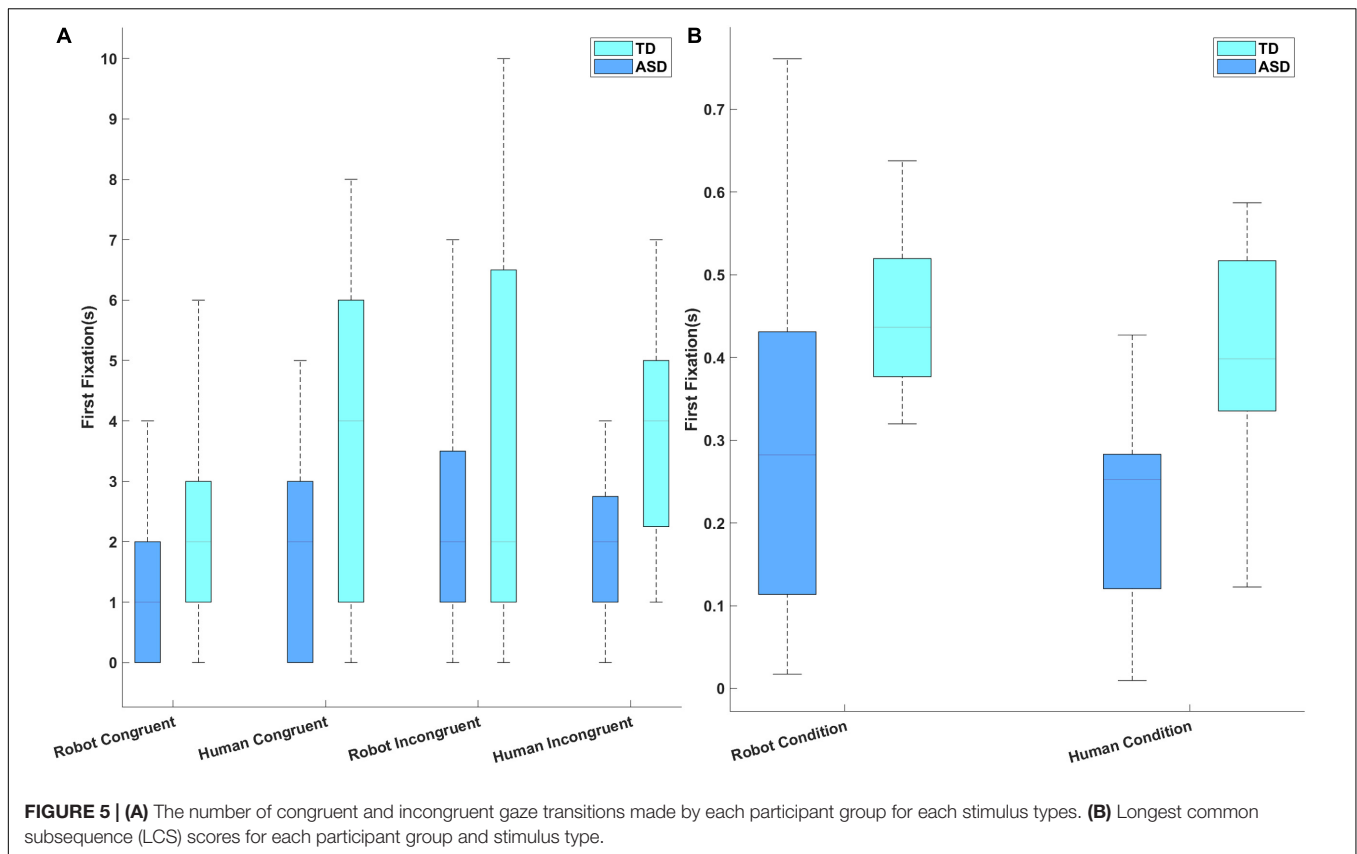 A
B
TD
ASD
TD
ASD
First Fixation(s)
10
9
8
7
6
5
4
3
2
1
0
Robot Congruent
Human Congruent
Robot Incongruent
Human Incongruent
First Fixation(s)
0.7
0.6
0.5
0.4
0.3
0.2
0.1
0
Robot Condition
Human Condition
FIGURE 5 | (A) The number of congruent and incongruent gaze transitions made by each participant group for each stimulus types. (B) Longest common
subsequence (LCS) scores for each participant group and stimulus type.